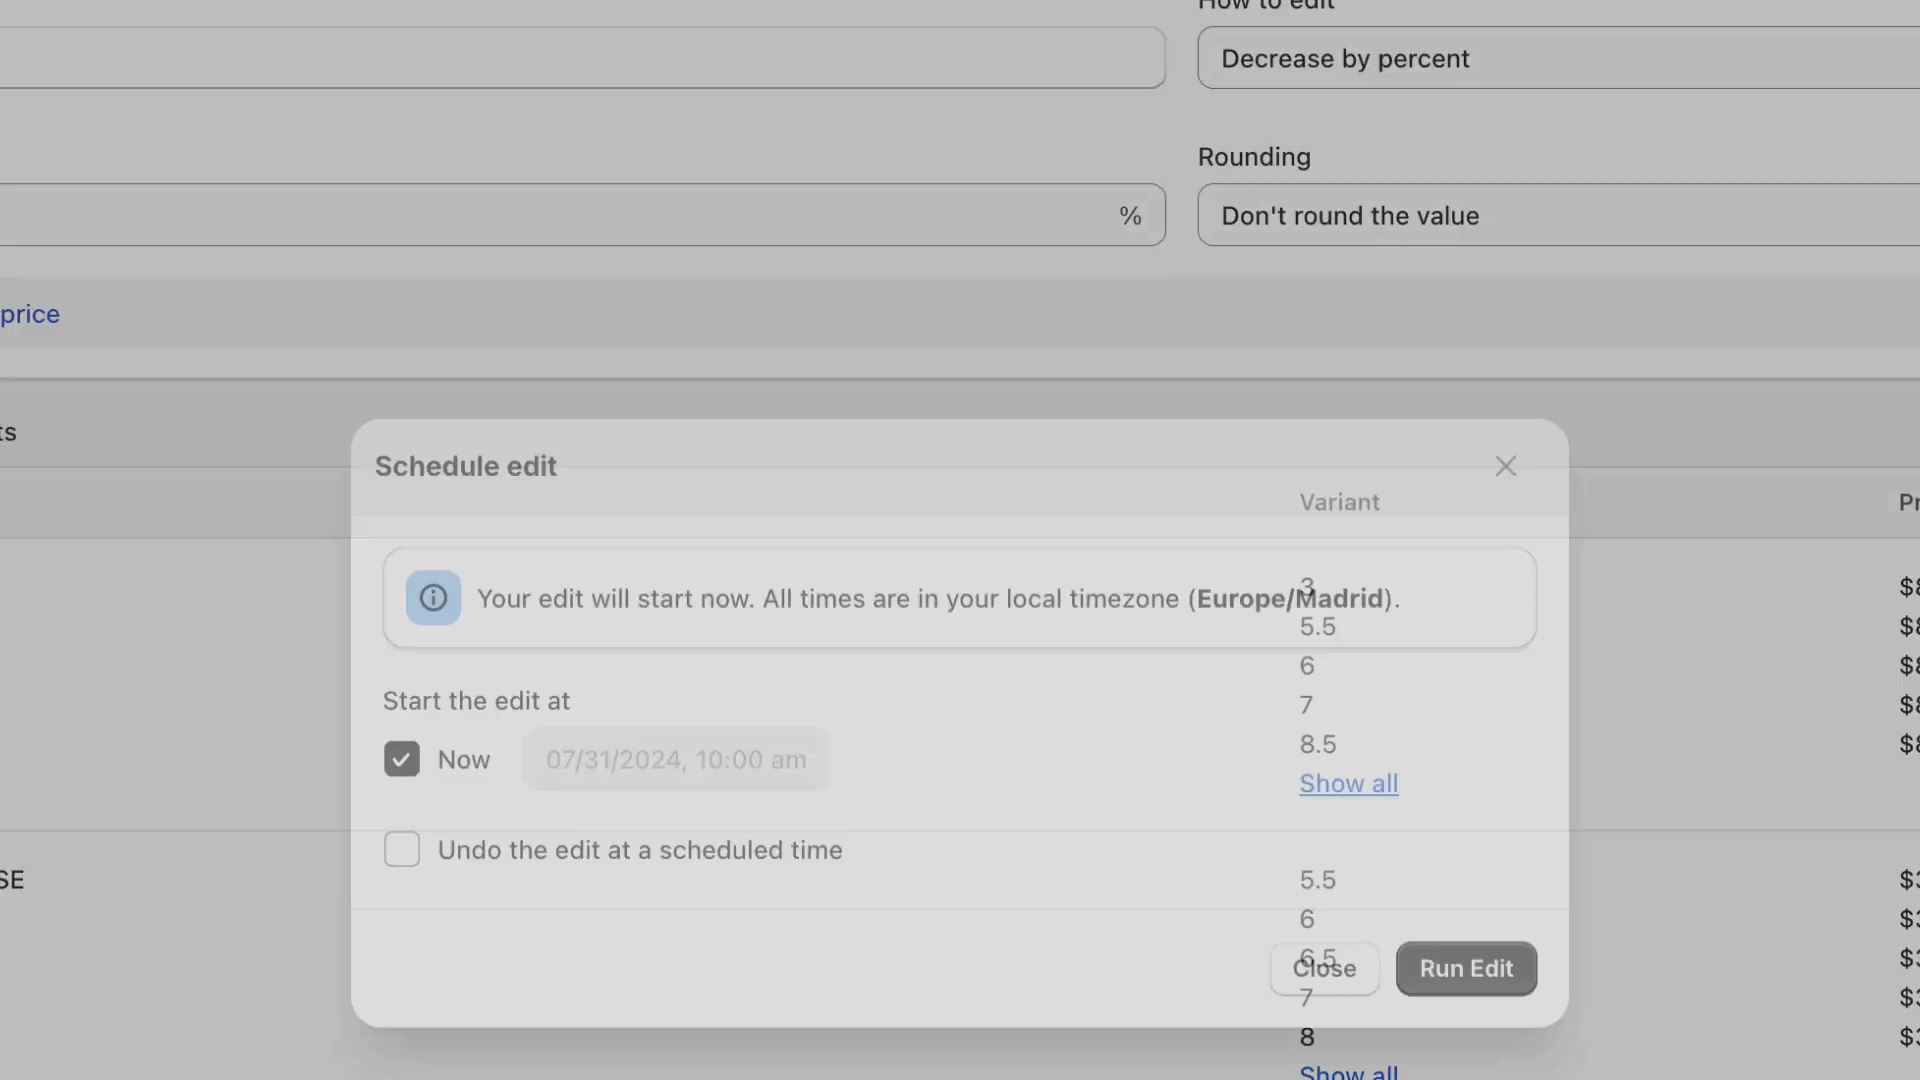 How to edit
Decrease by percent
Rounding
%
Don't round the value
price
ts
Schedule edit
Variant
Your edit will start now. All times are in your local timezone (Europe/Madrid).
3
5.5
6
7
8.5
Show all
Start the edit at
Now
07/31/2024, 10:00 am
Undo the edit at a scheduled time
SE
5.5
6
6.5
7
8
Show all
Close
Run Edit